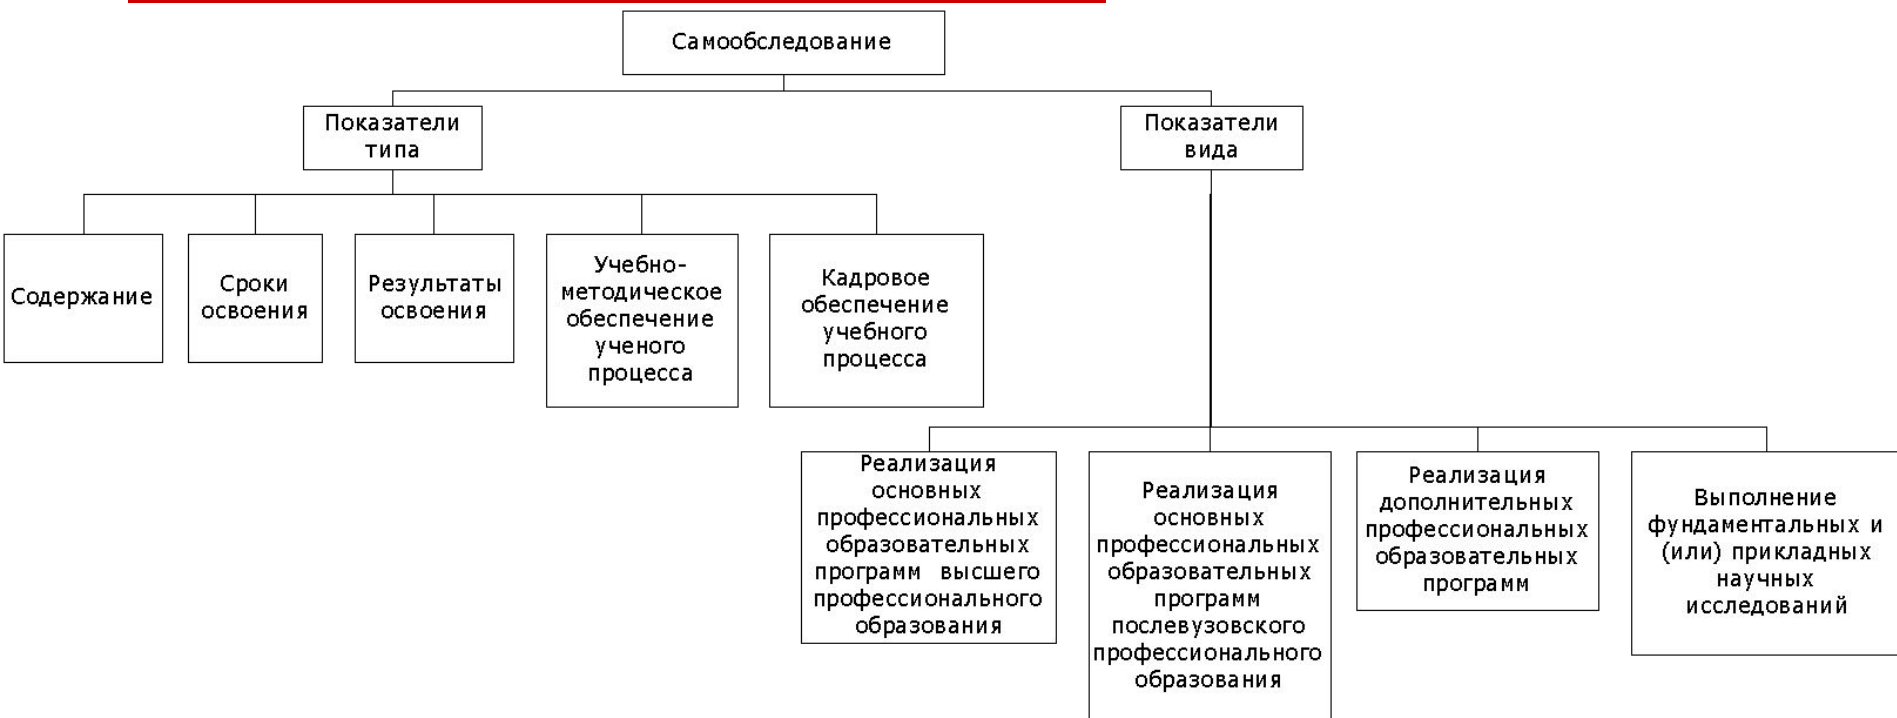 Самообследование
Показатели
типа
Показатели
вида
Содержание
Сроки
освоения
Результаты
освоения
Учебно-
методическое
обеспечение
ученого
процесса
Кадровое
обеспечение
учебного
процесса
Реализация
основных
профессиональных
образовательных
программ высшего
профессионального
образования
Реализация
основных
профессиональных
образовательных
программ
послевузовского
профессионального
образования
Реализация
дополнительных
профессиональных
образовательных
программ
Выполнение
фундаментальных и
(или) прикладных
научных
исследований